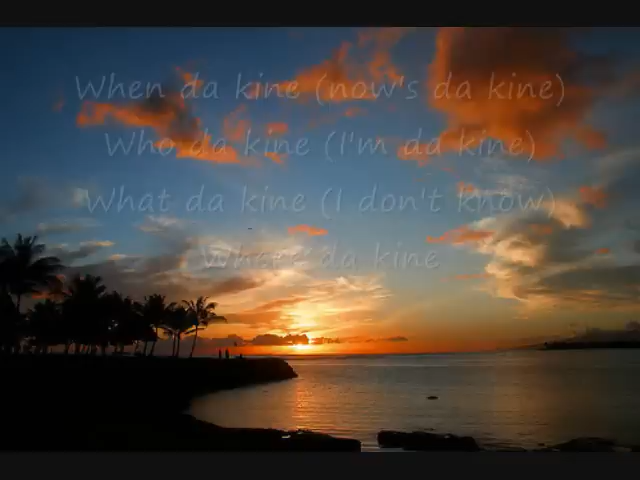 When da kine (now's da kine)
Who da kine (I'm da kine)
What da kine (I don't know)
Where da kine